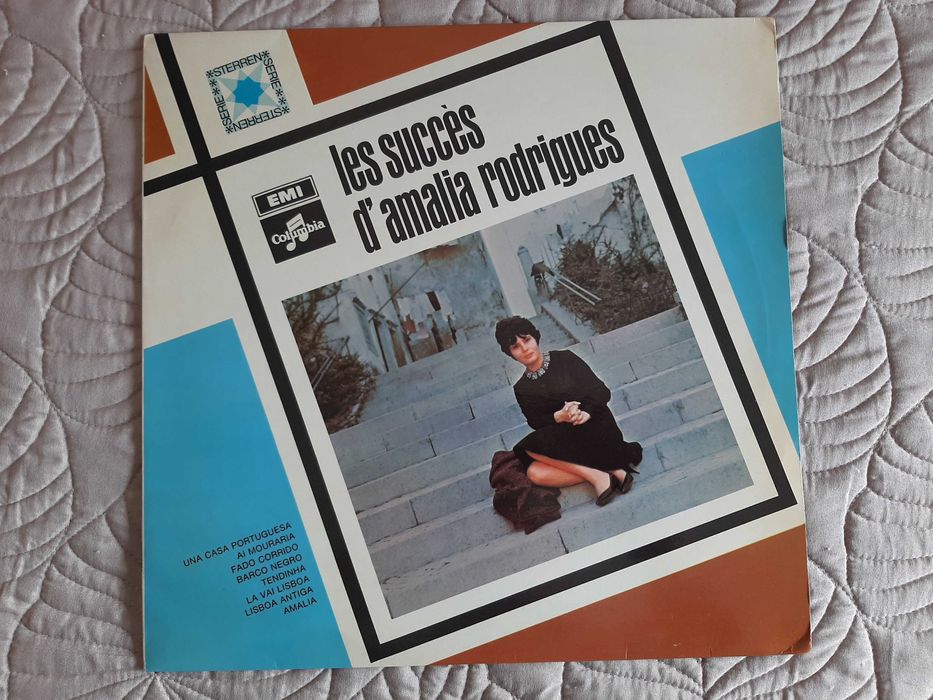 *STERREN*
SERIE**
*STERREN
SERIE**
EMI
Columbia
les succès
d'amalia rodrigues
UNA CASA PORTUGUESA
AI MOURARIA
FADO CORRIDO
BARCO NEGRO
TENDINHA
LA VAI LISBOA
LISBOA ANTIGA
AMALIA